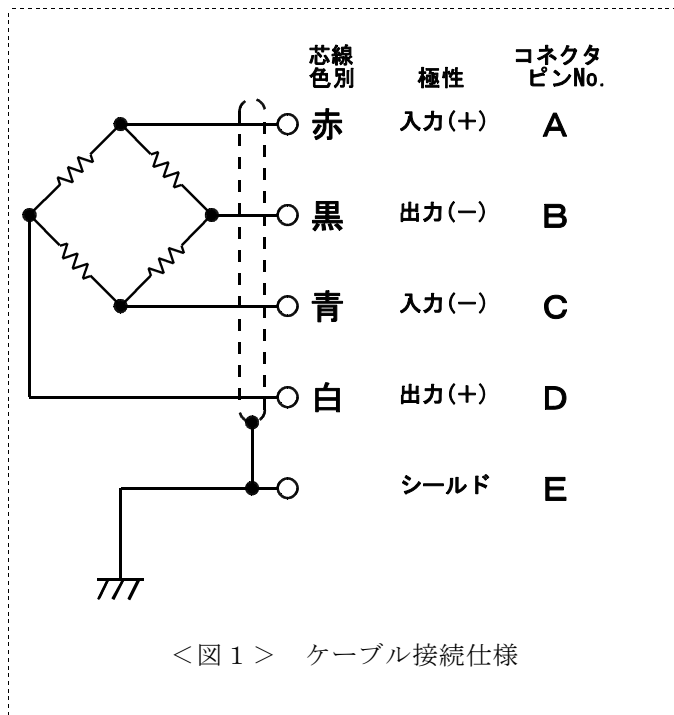 芯線
色別
極性
コネクタ
ピンNo.
赤 入力(+) A
黒 出力(-) B
青 入力(-) C
白 出力(+) D
シールド E
＜図１＞ ケーブル接続仕様